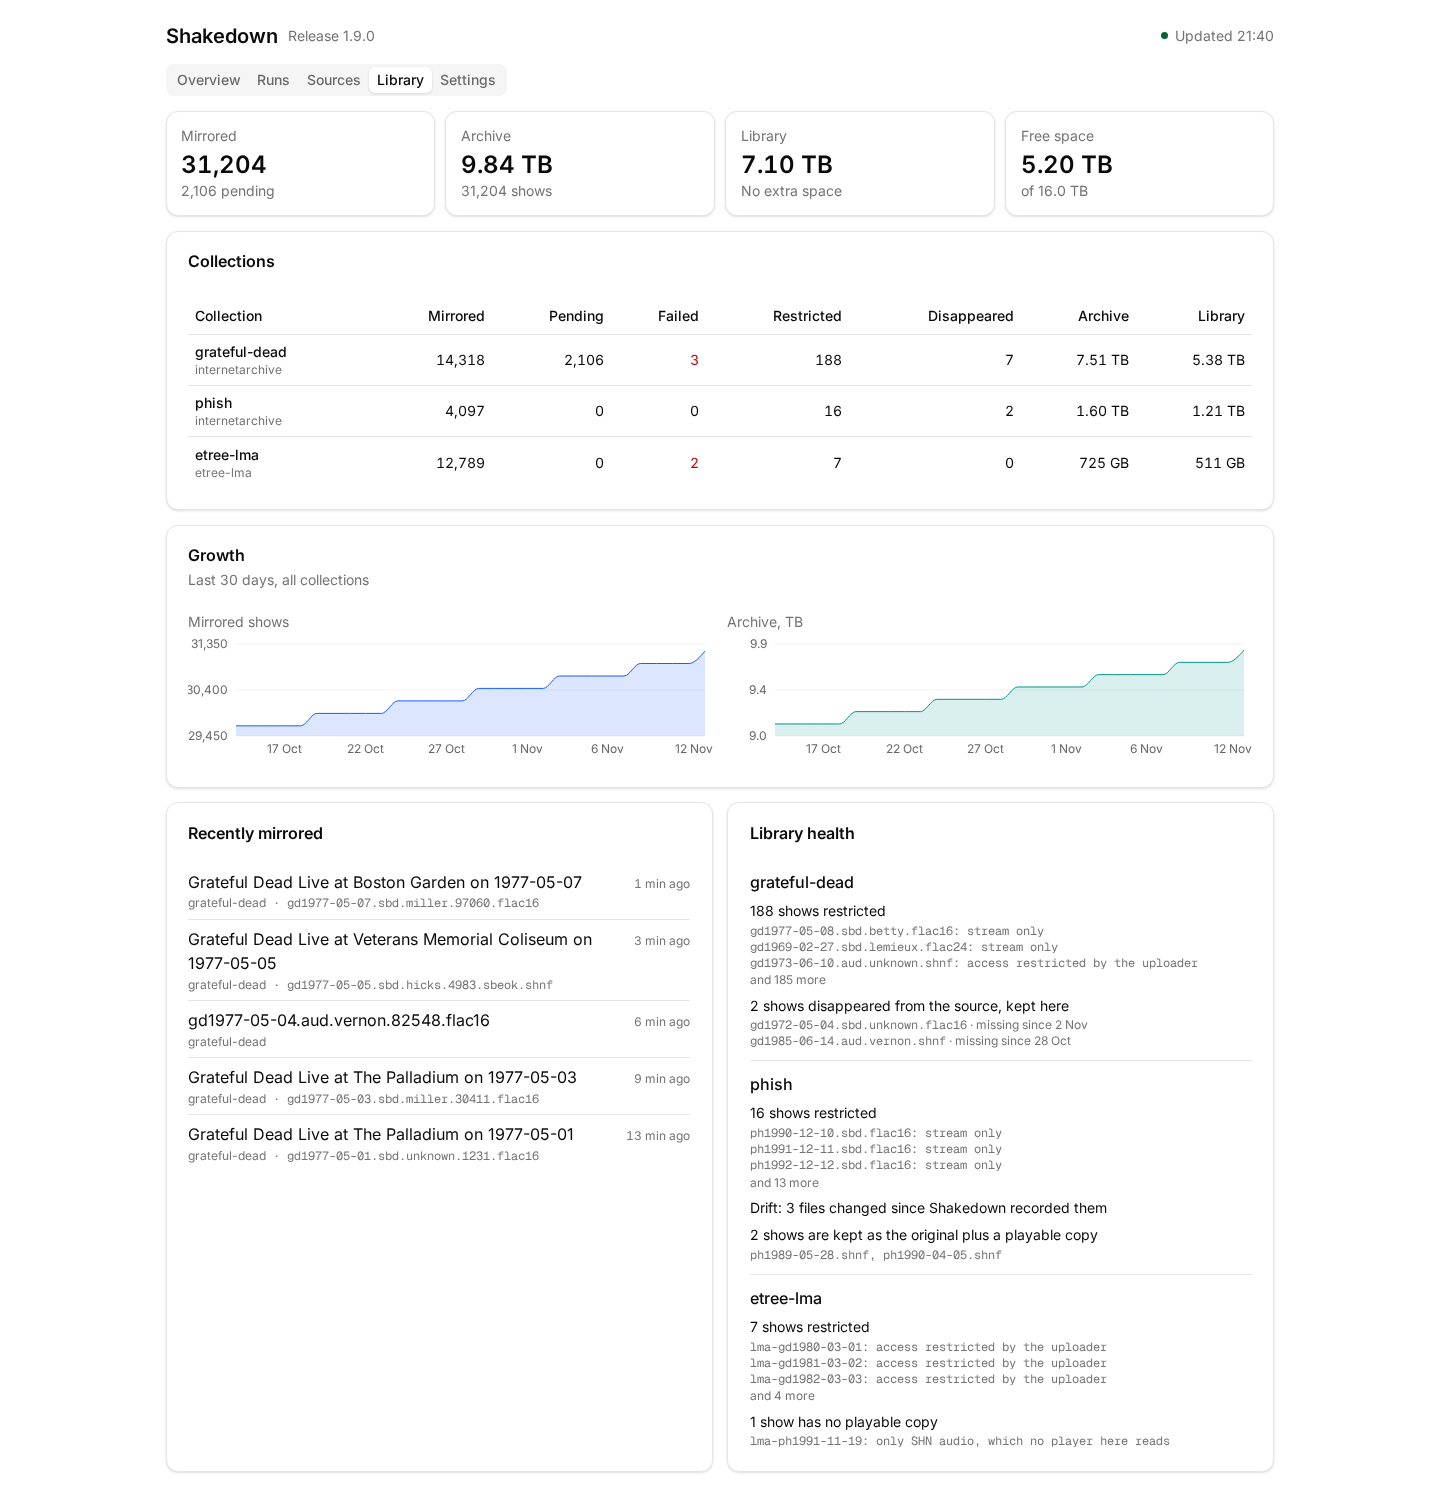 Shakedown Release 1.9.0
Updated 21:40
Overview Runs Sources Library Settings
Mirrored
31,204
2,106 pending
Archive
9.84 TB
31,204 shows
Library
7.10 TB
No extra space
Free space
5.20 TB
of 16.0 TB
Collections
Collection Mirrored Pending Failed Restricted Disappeared Archive Library
grateful-dead
internetarchive
14,318 2,106 3 188 7 7.51 TB 5.38 TB
phish
internetarchive
4,097 0 0 16 2 1.60 TB 1.21 TB
etree-lma
etree-lma
12,789 0 2 7 0 725 GB 511 GB
Growth
Last 30 days, all collections
Mirrored shows
31,350
30,400
29,450
17 Oct 22 Oct 27 Oct 1 Nov 6 Nov 12 Nov
Archive, TB
9.9
9.4
9.0
17 Oct 22 Oct 27 Oct 1 Nov 6 Nov 12 Nov
Recently mirrored
Grateful Dead Live at Boston Garden on 1977-05-07 1 min ago
grateful-dead · gd1977-05-07.sbd.miller.97060.flac16
Grateful Dead Live at Veterans Memorial Coliseum on 3 min ago
1977-05-05
grateful-dead · gd1977-05-05.sbd.hicks.4983.sbeok.shnf
gd1977-05-04.aud.vernon.82548.flac16 6 min ago
grateful-dead
Grateful Dead Live at The Palladium on 1977-05-03 9 min ago
grateful-dead · gd1977-05-03.sbd.miller.30411.flac16
Grateful Dead Live at The Palladium on 1977-05-01 13 min ago
grateful-dead · gd1977-05-01.sbd.unknown.1231.flac16
Library health
grateful-dead
188 shows restricted
gd1977-05-08.sbd.betty.flac16: stream only
gd1969-02-27.sbd.lemieux.flac24: stream only
gd1973-06-10.aud.unknown.shnf: access restricted by the uploader
and 185 more
2 shows disappeared from the source, kept here
gd1972-05-04.sbd.unknown.flac16 · missing since 2 Nov
gd1985-06-14.aud.vernon.shnf · missing since 28 Oct
phish
16 shows restricted
ph1990-12-10.sbd.flac16: stream only
ph1991-12-11.sbd.flac16: stream only
ph1992-12-12.sbd.flac16: stream only
and 13 more
Drift: 3 files changed since Shakedown recorded them
2 shows are kept as the original plus a playable copy
ph1989-05-28.shnf, ph1990-04-05.shnf
etree-lma
7 shows restricted
lma-gd1980-03-01: access restricted by the uploader
lma-gd1981-03-02: access restricted by the uploader
lma-gd1982-03-03: access restricted by the uploader
and 4 more
1 show has no playable copy
lma-ph1991-11-19: only SHN audio, which no player here reads